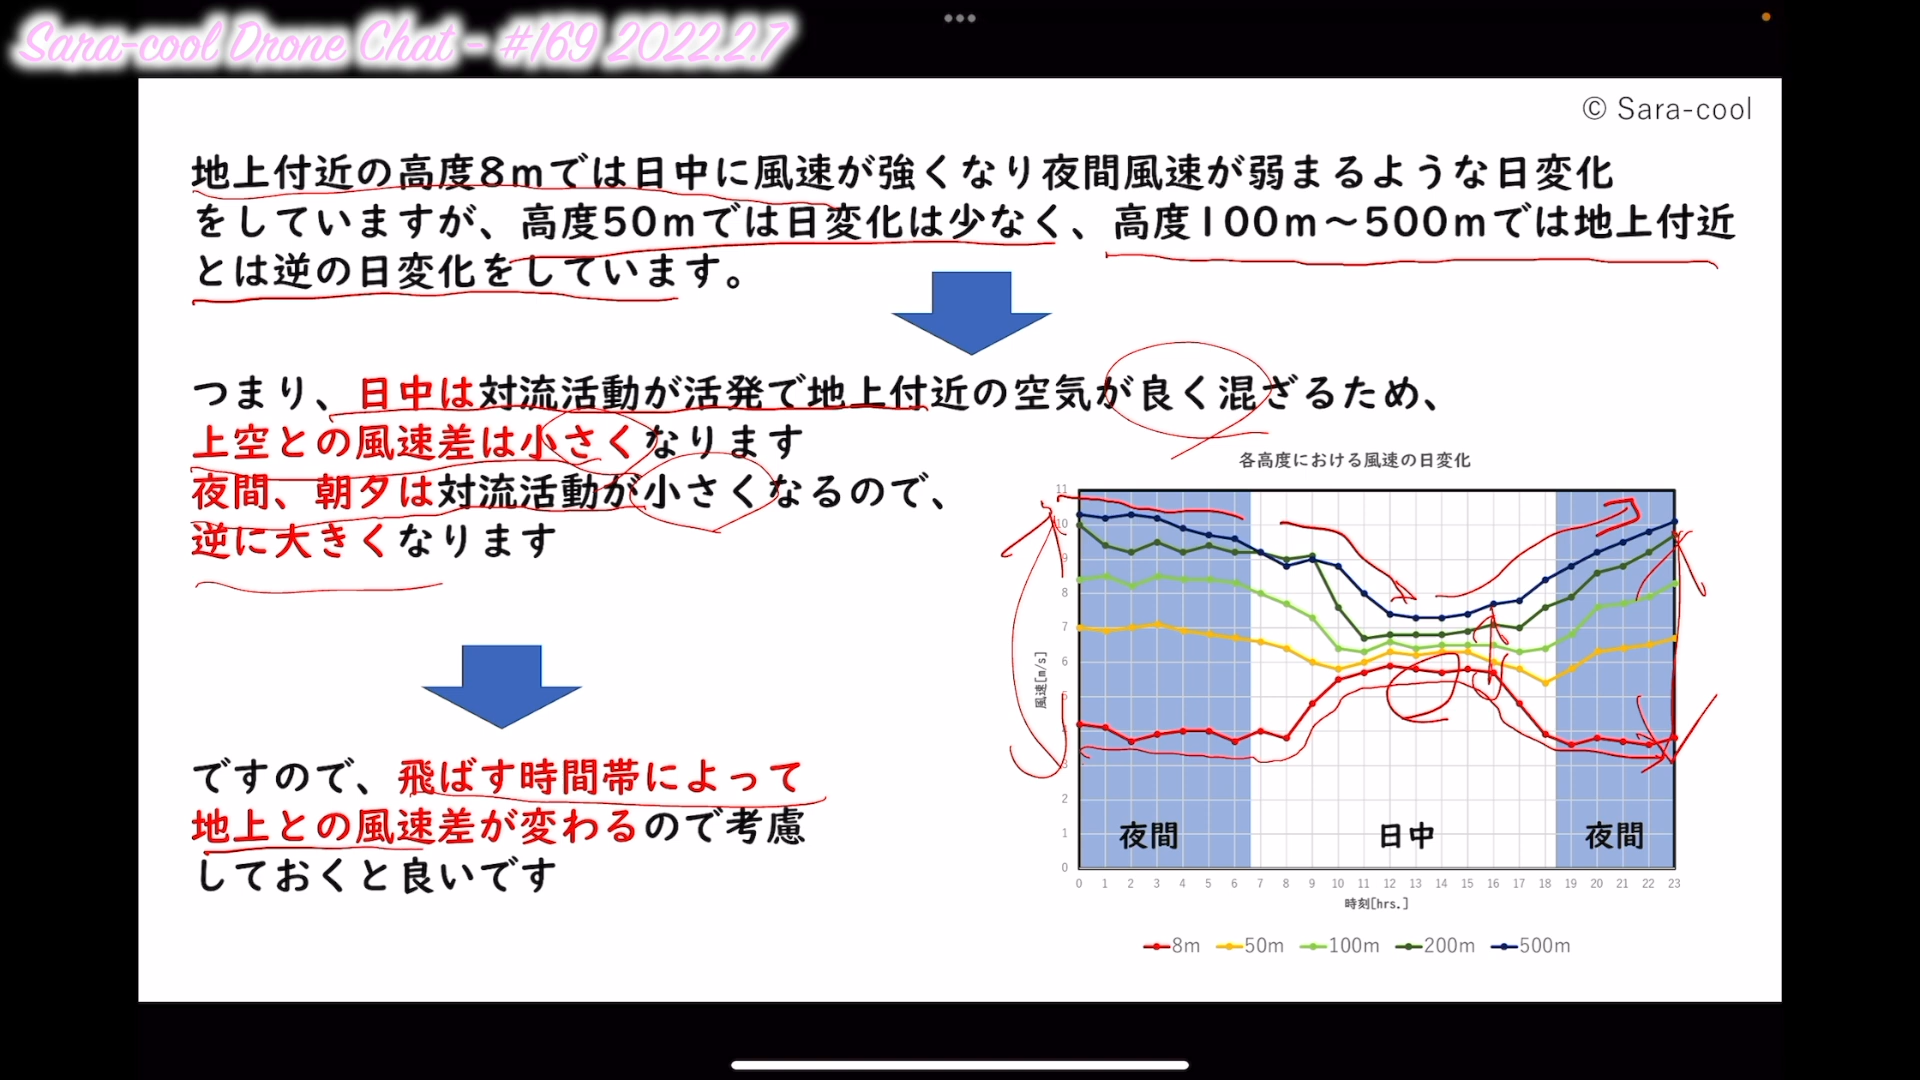 Sara-cool Drone Chat - #169 2022.2.7
© Sara-cool
地上付近の高度8mでは日中に風速が強くなり夜間風速が弱まるような日変化
をしていますが、高度50mでは日変化は少なく、高度100m～500mでは地上付近
とは逆の日変化をしています。
つまり、日中は対流活動が活発で地上付近の空気が良く混ざるため、
上空との風速差は小さくなります
夜間、朝夕は対流活動が小さくなるので、
逆に大きくなります
ですので、飛ばす時間帯によって
地上との風速差が変わるので考慮
しておくと良いです
各高度における風速の日変化
風速[m/s]
11
10
9
8
7
6
5
3
2
1
0
夜間 日中 夜間
0 1 2 3 4 5 6 7 8 9 10 11 12 13 14 15 16 17 18 19 20 21 22 23
時刻[hrs.]
8m 50m 100m 200m 500m